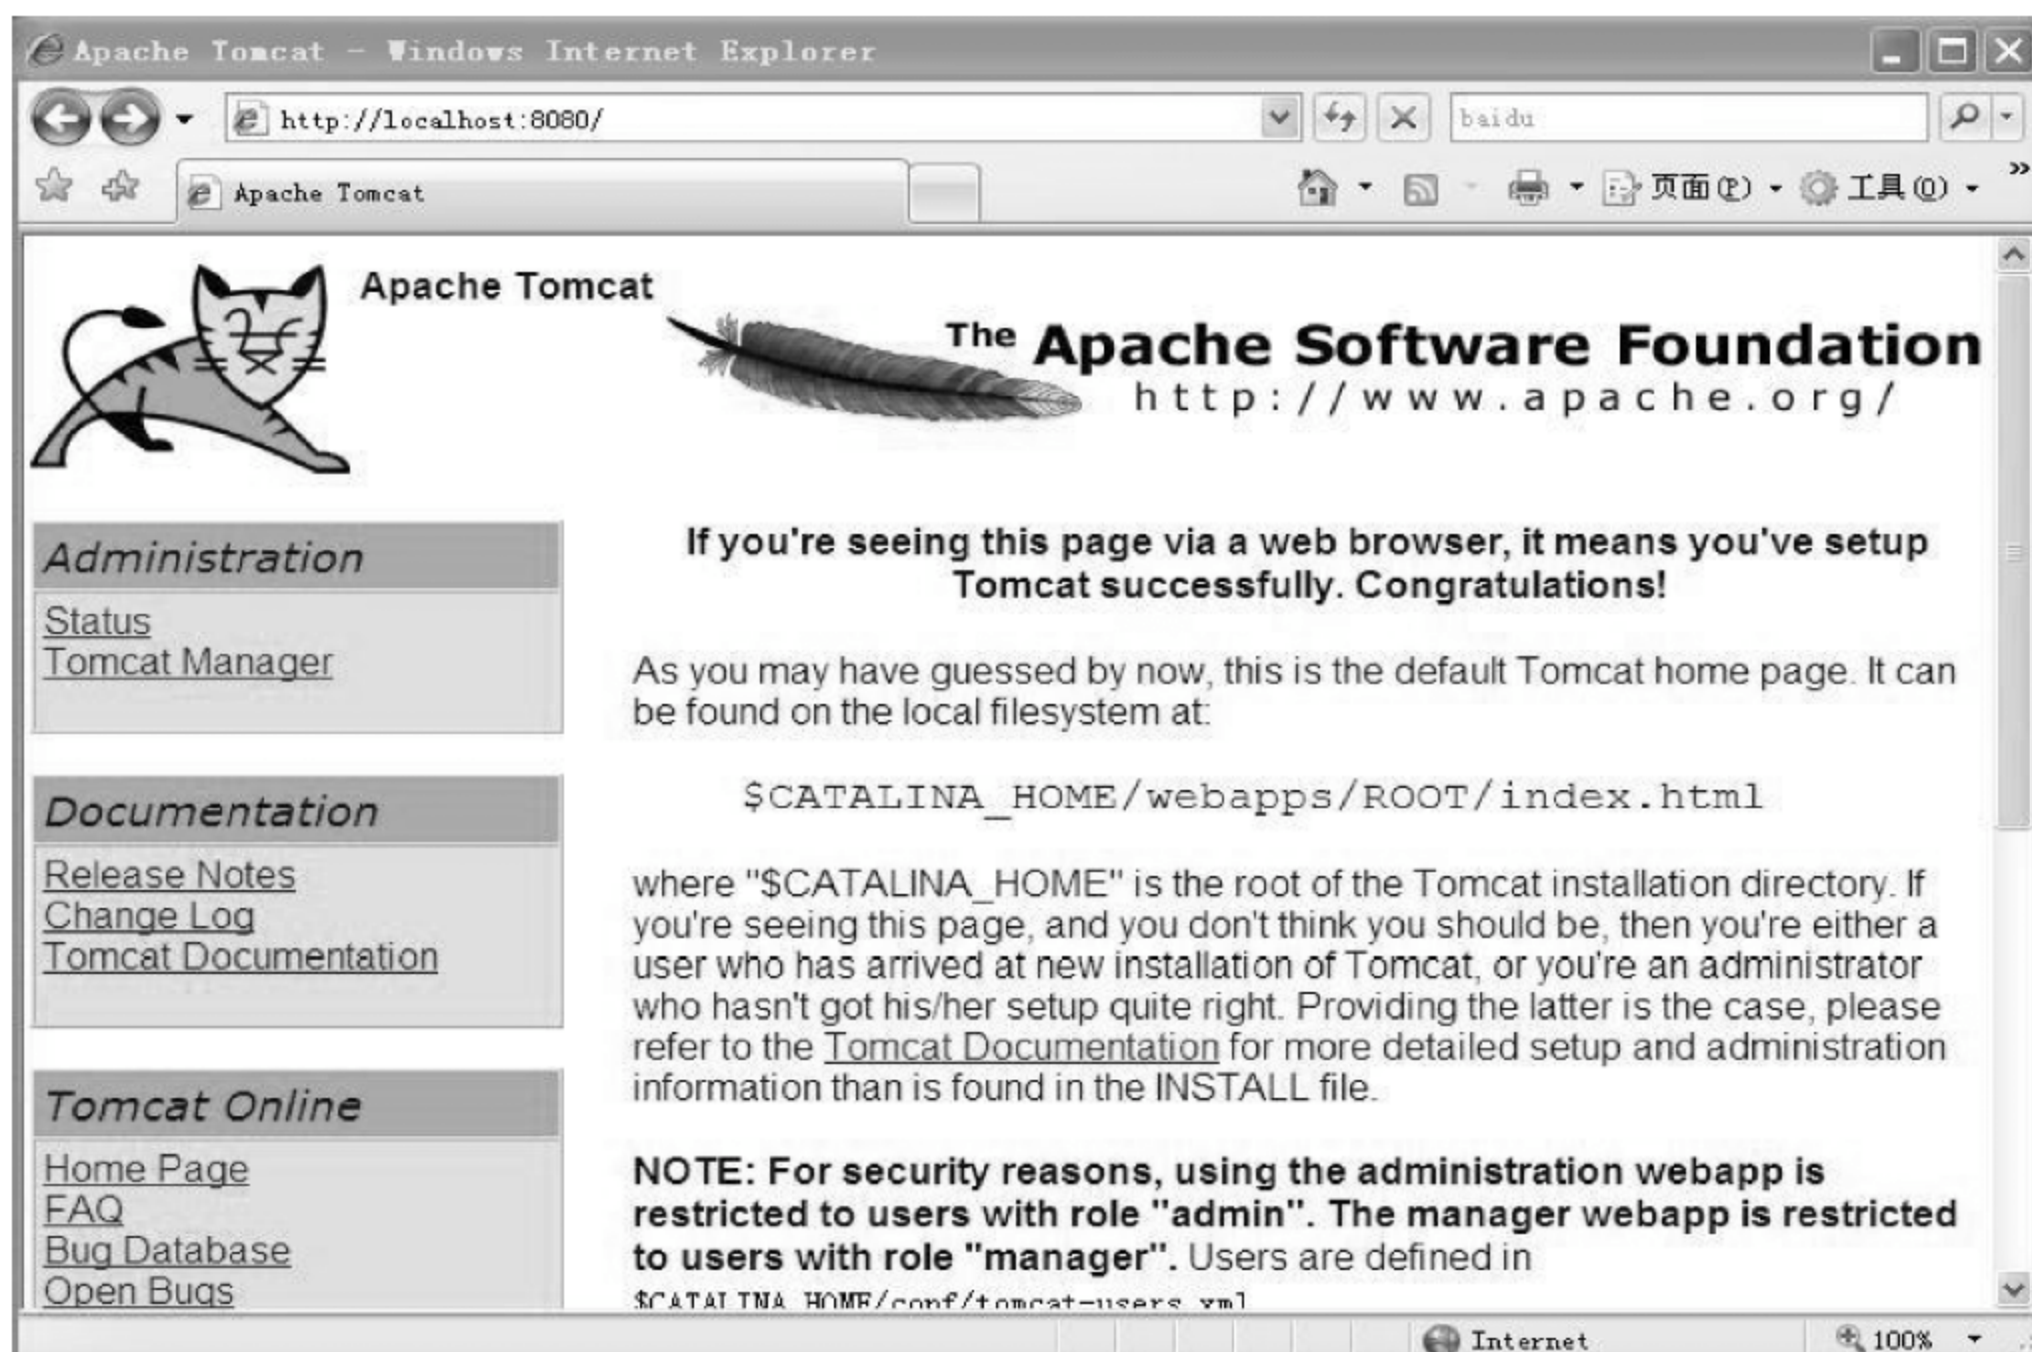 Apache Tomcat - Windows Internet Explorer
http://localhost:8080/
baidu
Apache Tomcat
页面(P)
工具(O)
»
Apache Tomcat
The Apache Software Foundation
http://www.apache.org/
Administration
Status
Tomcat Manager
Documentation
Release Notes
Change Log
Tomcat Documentation
Tomcat Online
Home Page
FAQ
Bug Database
Open Bugs
If you're seeing this page via a web browser, it means you've setup
Tomcat successfully. Congratulations!
As you may have guessed by now, this is the default Tomcat home page. It can
be found on the local filesystem at:
$CATALINA_HOME/webapps/ROOT/index.html
where "$CATALINA_HOME" is the root of the Tomcat installation directory. If
you're seeing this page, and you don't think you should be, then you're either a
user who has arrived at new installation of Tomcat, or you're an administrator
who hasn't got his/her setup quite right. Providing the latter is the case, please
refer to the Tomcat Documentation for more detailed setup and administration
information than is found in the INSTALL file.
NOTE: For security reasons, using the administration webapp is
restricted to users with role "admin". The manager webapp is restricted
to users with role "manager". Users are defined in
$CATALINA_HOME/conf/tomcat-users.xml
Internet
100%